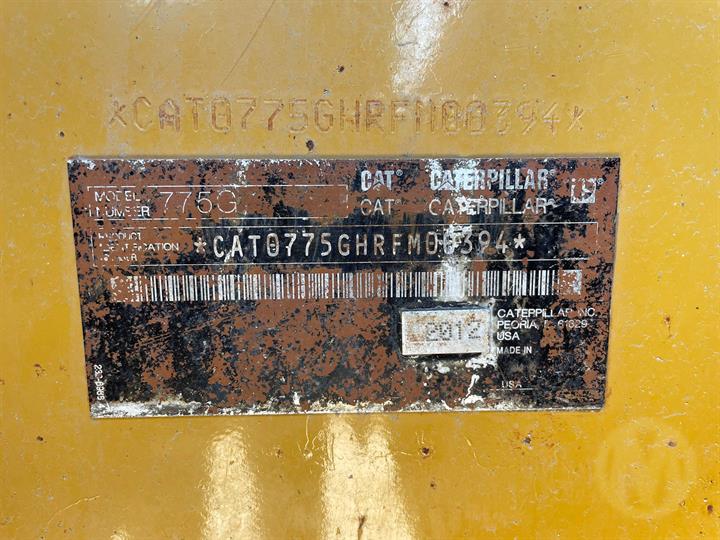 *CAT0775GHRFM00394*
MODEL NUMBER 775G
CAT® CATERPILLAR®
CAT® CATERPILLAR®
PRODUCT IDENTIFICATION NUMBER *CAT0775GHRFM00394*
2012
CATERPILLAR INC.
PEORIA, IL 61629
USA
MADE IN
USA